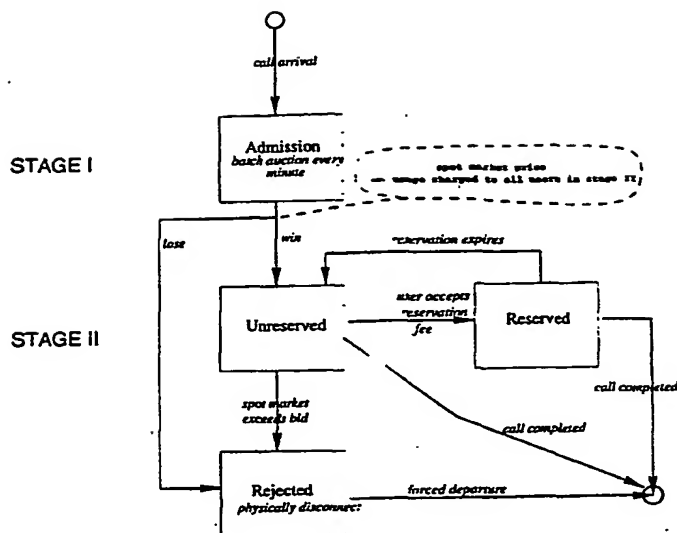 call arrival
STAGE I
Admission
batch auction every
minute
spot market price
usage charged to all users in stage II
lose
win
reservation expires
STAGE II
Unreserved
user accepts
reservation
fee
Reserved
spot market
exceeds bid
call completed
call completed
Rejected
physically disconnect
forced departure